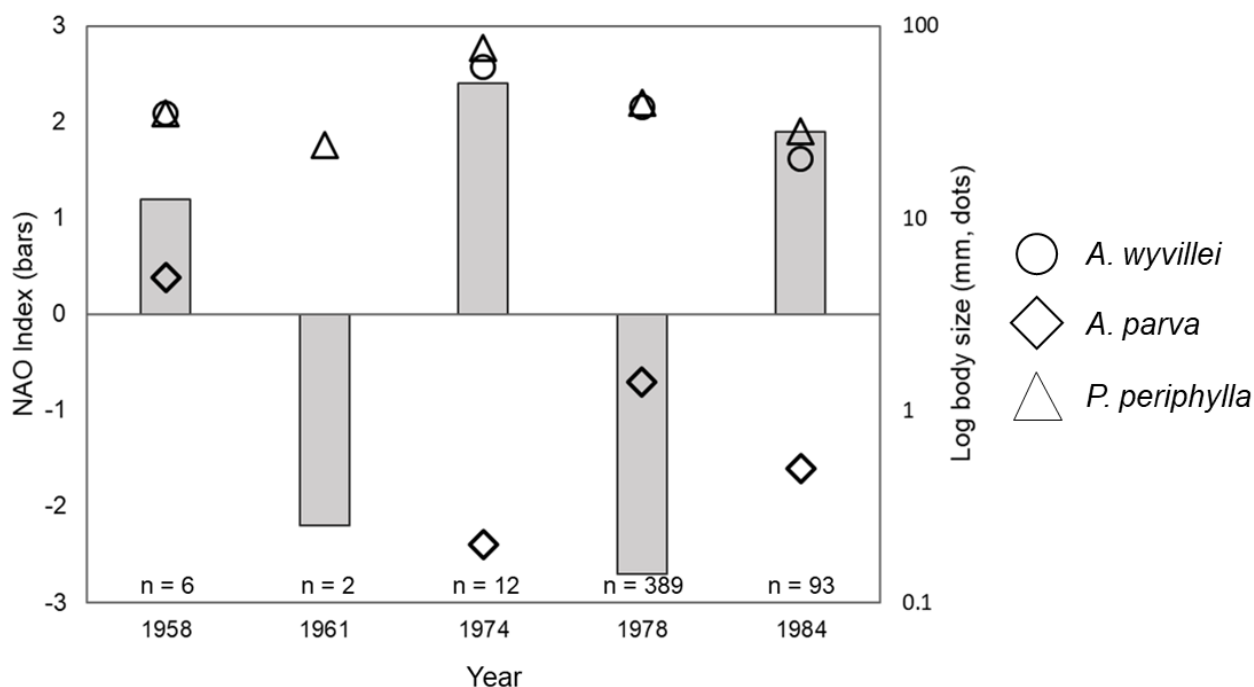 3
2
1
0
-1
-2
-3
NAO Index (bars)
100
10
1
0.1
Log body size (mm, dots)
n = 6
n = 2
n = 12
n = 389
n = 93
1958
1961
1974
1978
1984
Year
A. wyvillei
A. parva
P. periphylla